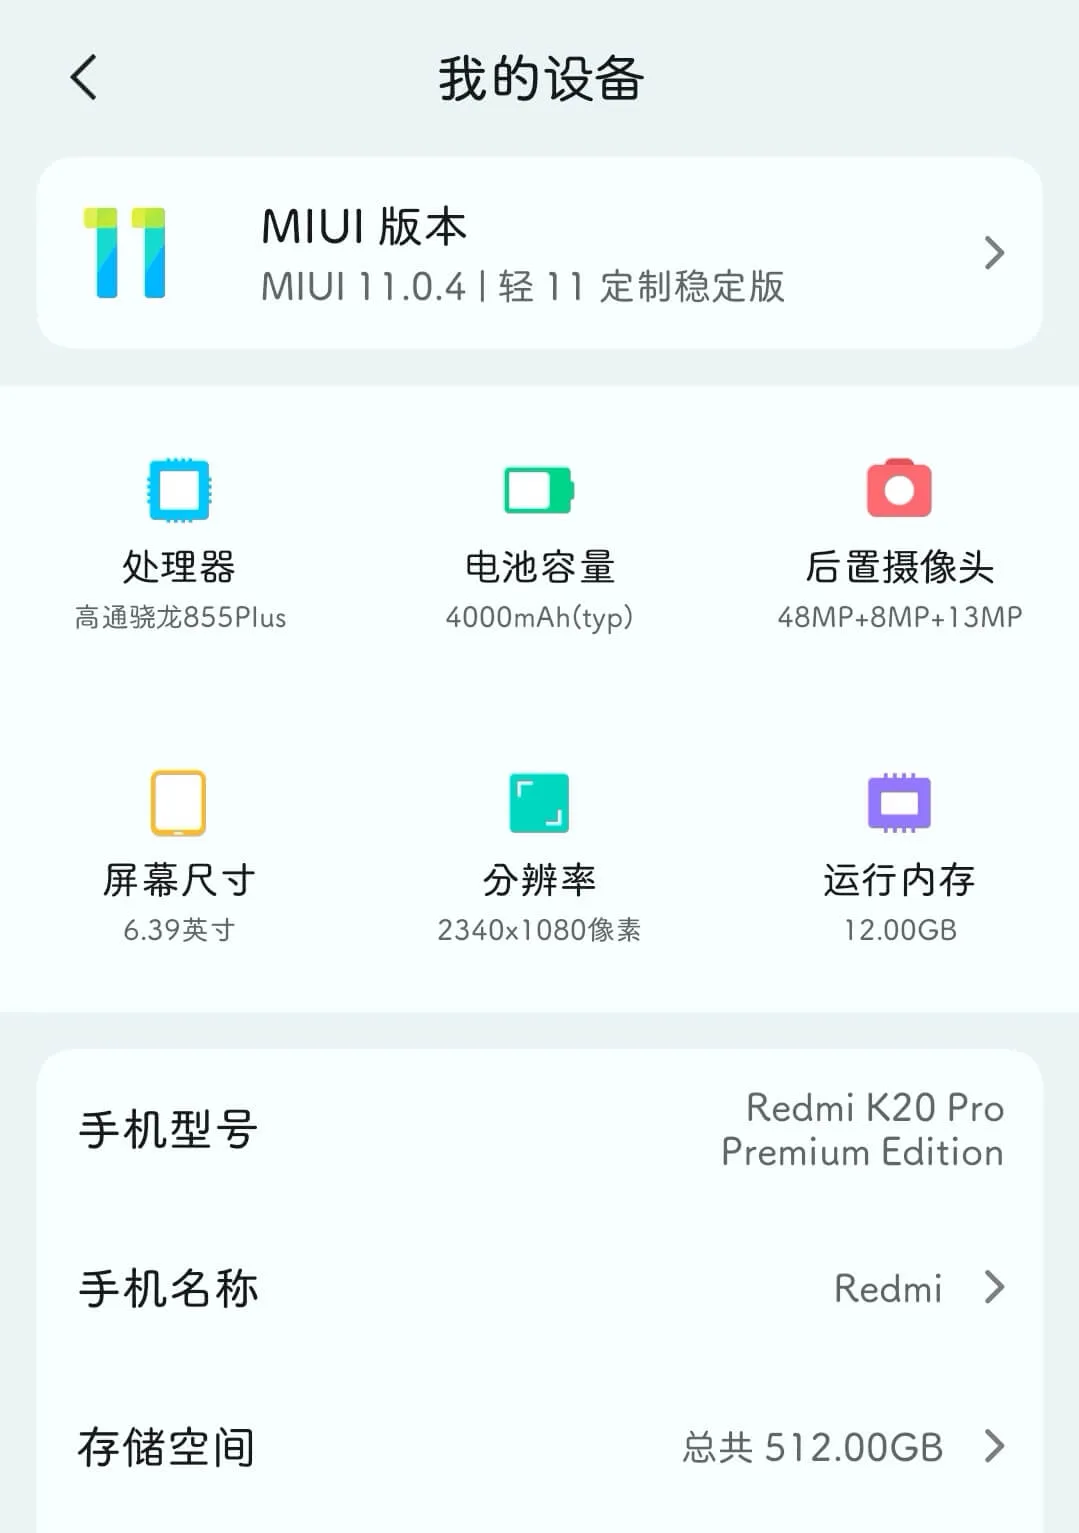 我的设备
MIUI 版本
MIUI 11.0.4 | 轻 11 定制稳定版
处理器
高通骁龙855Plus
电池容量
4000mAh(typ)
后置摄像头
48MP+8MP+13MP
屏幕尺寸
6.39英寸
分辨率
2340x1080像素
运行内存
12.00GB
手机型号
Redmi K20 Pro
Premium Edition
手机名称
Redmi
存储空间
总共 512.00GB